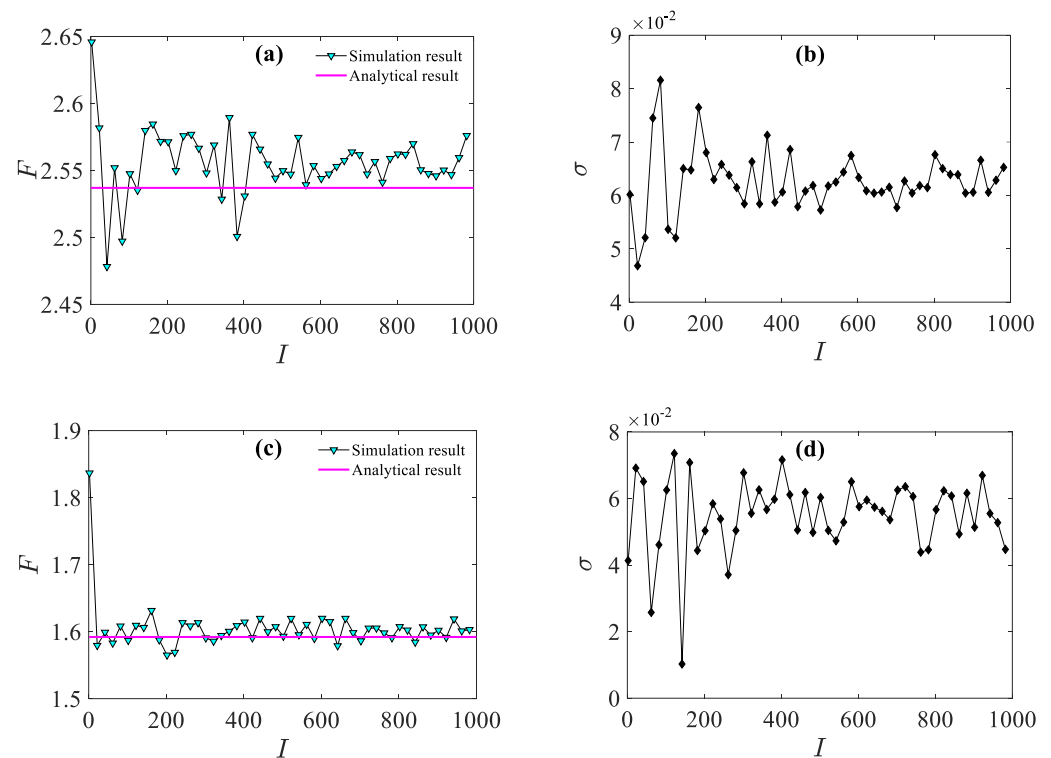 (a)
Simulation result
Analytical result
F
2.65
2.6
2.55
2.5
2.45
0 200 400 600 800 1000
I
×10-2
(b)
σ
9
8
7
6
5
4
0 200 400 600 800 1000
I
(c)
Simulation result
Analytical result
F
1.9
1.8
1.7
1.6
1.5
0 200 400 600 800 1000
I
×10-2
(d)
σ
8
6
4
2
0
0 200 400 600 800 1000
I